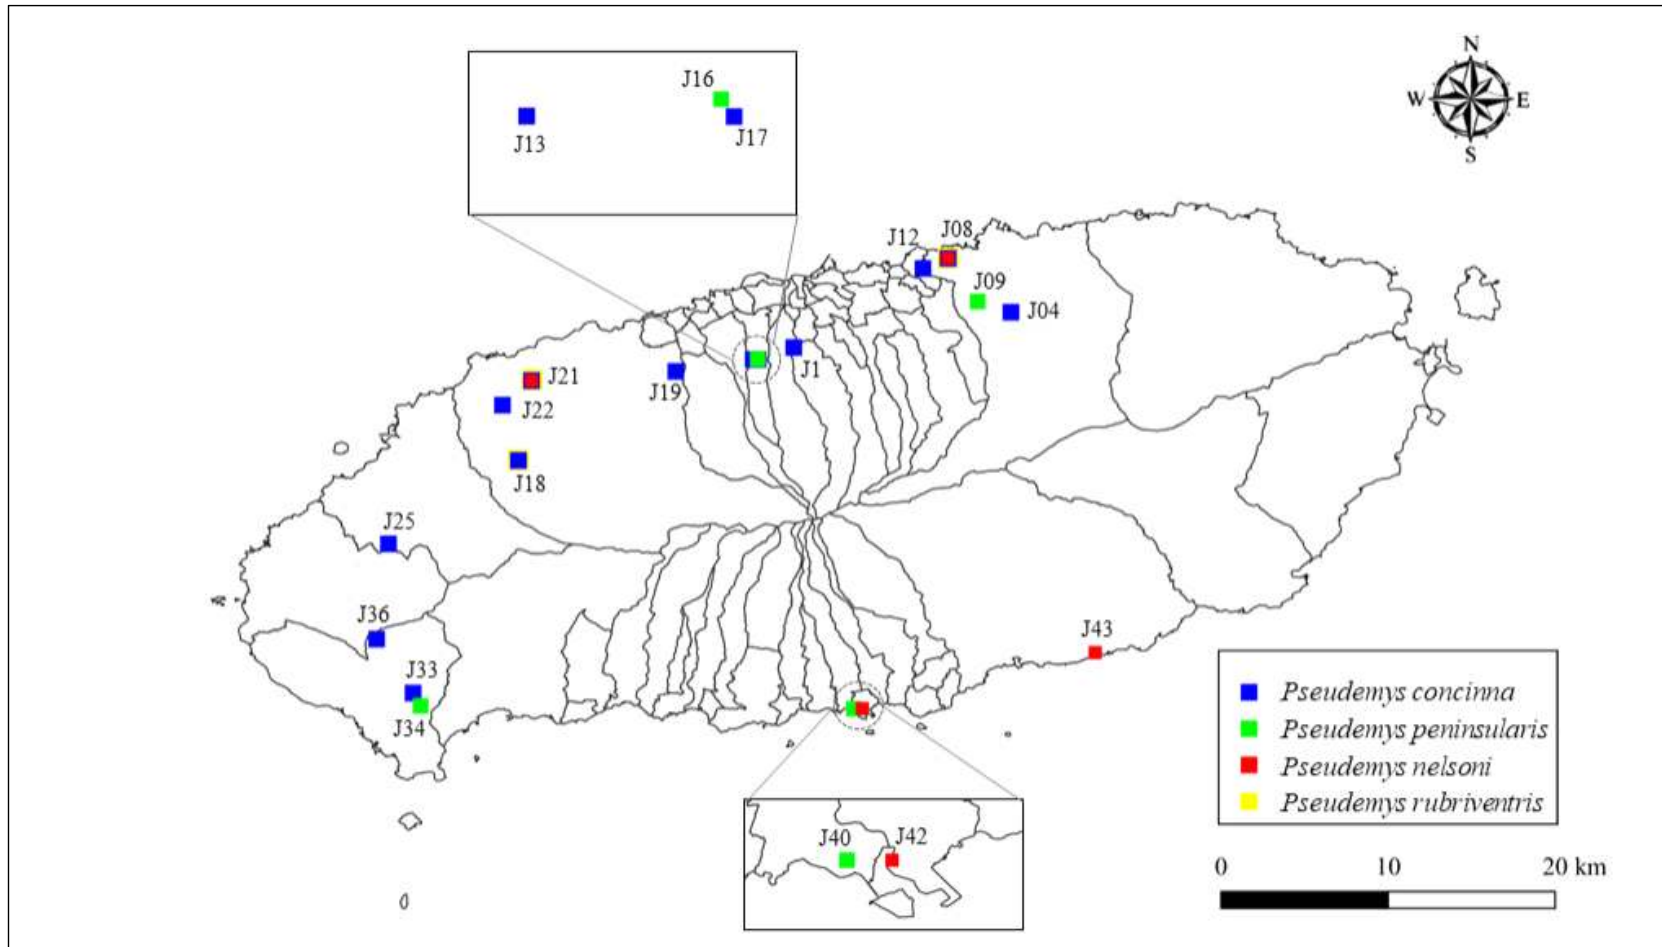 N
W
E
S
J16
J17
J13
J12
J08
J09
J04
J1
J19
J21
J22
J18
J25
J36
J33
J34
J43
J40
J42
Pseudemys concinna
Pseudemys peninsularis
Pseudemys nelsoni
Pseudemys rubriventris
0 10 20 km